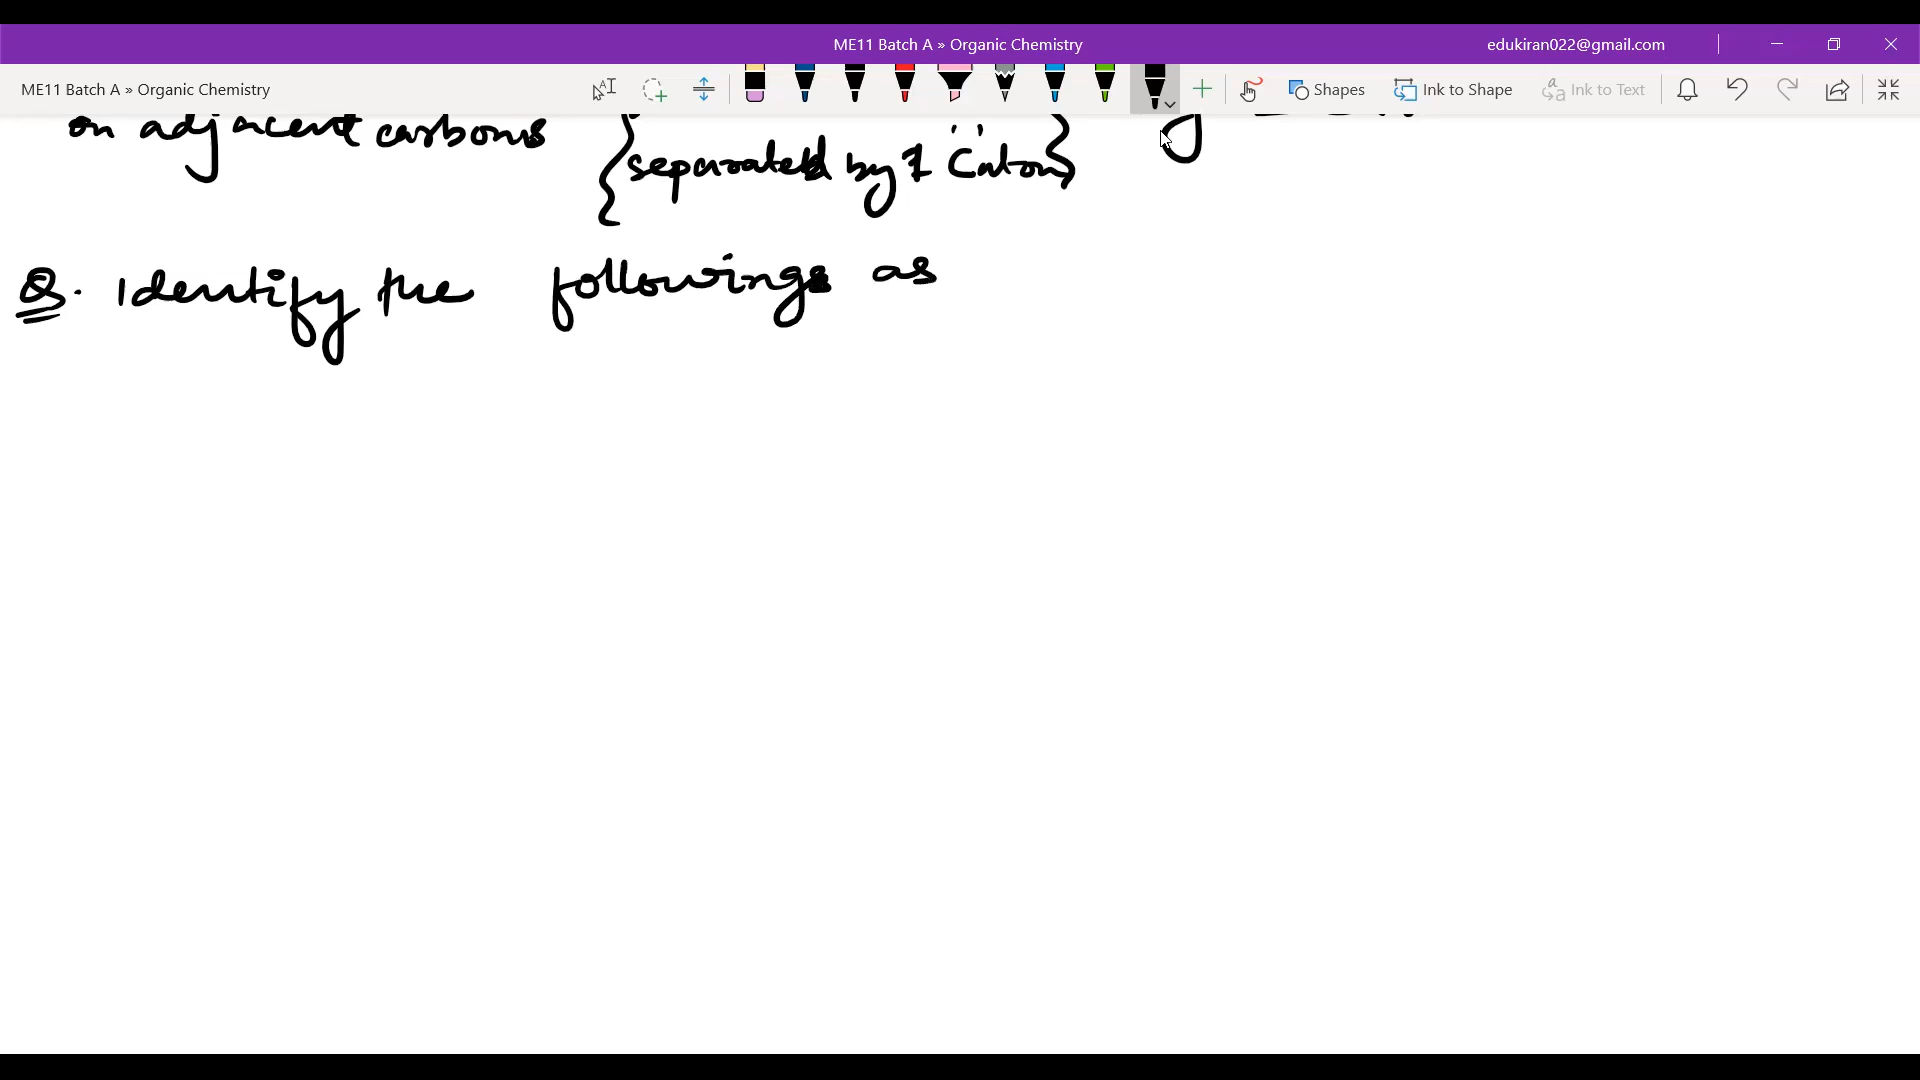 ME11 Batch A » Organic Chemistry edukiran022@gmail.com
ME11 Batch A » Organic Chemistry Shapes Ink to Shape Ink to Text
on adjacent carbons
separated by 1 C atom
Q. Identify the followings as